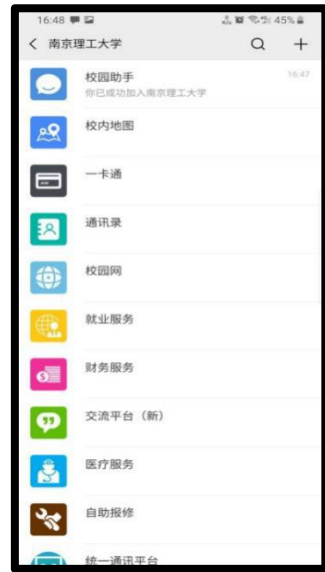 16:48 45%
南京理工大学
校园助手 16:47
你已成功加入南京理工大学
校内地图
一卡通
通讯录
校园网
就业服务
财务服务
交流平台（新）
医疗服务
自助报修
统一通讯平台